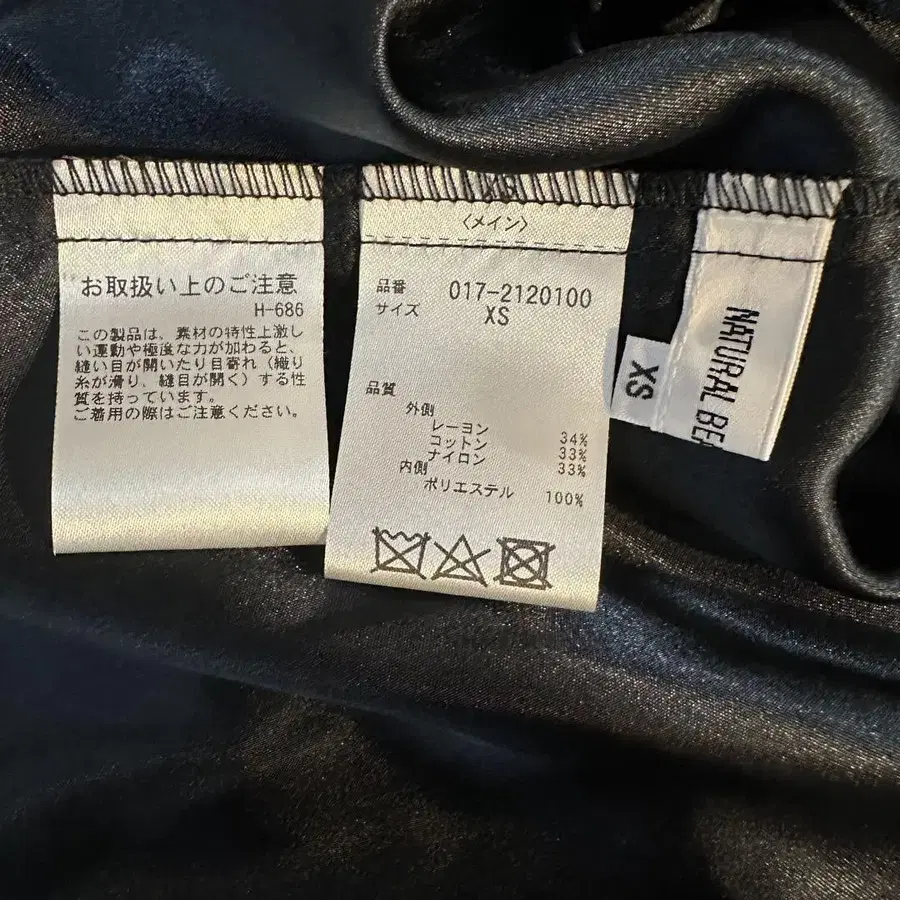 お取扱い上のご注意
H-686
この製品は、素材の特性上激し
い運動や極度な力が加わると、
縫い目が開いたり目寄れ（織り
糸が滑り、縫目が開く）する性
質を持っています。
ご着用の際はご注意ください。
〈メイン〉
品番 017-2120100
サイズ XS
品質
外側
レーヨン 34%
コットン 33%
ナイロン 33%
内側
ポリエステル 100%
XS
NATURAL BEA